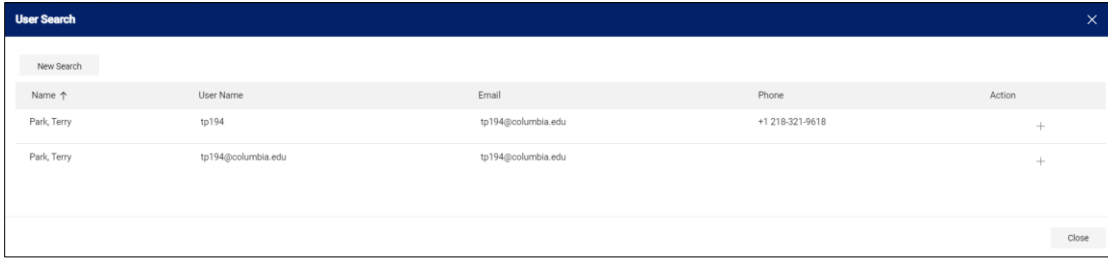 User Search
New Search
Name ↑ User Name Email Phone Action
Park, Terry tp194 tp194@columbia.edu +1 218-321-9618 +
Park, Terry tp194@columbia.edu tp194@columbia.edu +
Close